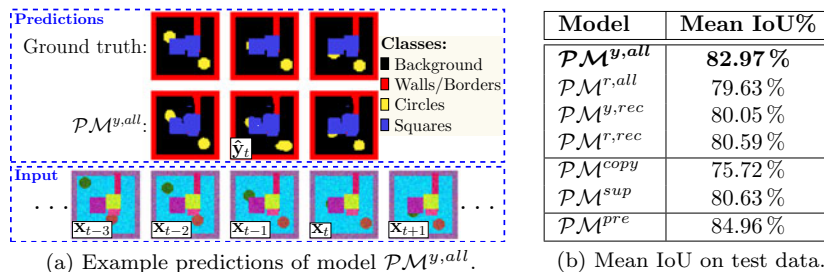 Predictions
Ground truth:
Classes:
Background
Walls/Borders
Circles
Squares
𝒫ℳ^{y,all}:
ŷ_t
Input
...
x_{t−3}
x_{t−2}
x_{t−1}
x_t
x_{t+1}
...
(a) Example predictions of model 𝒫ℳ^{y,all}.
Model Mean IoU%
𝒫ℳ^{y,all} 82.97 %
𝒫ℳ^{r,all} 79.63 %
𝒫ℳ^{y,rec} 80.05 %
𝒫ℳ^{r,rec} 80.59 %
𝒫ℳ^{copy} 75.72 %
𝒫ℳ^{sup} 80.63 %
𝒫ℳ^{pre} 84.96 %
(b) Mean IoU on test data.